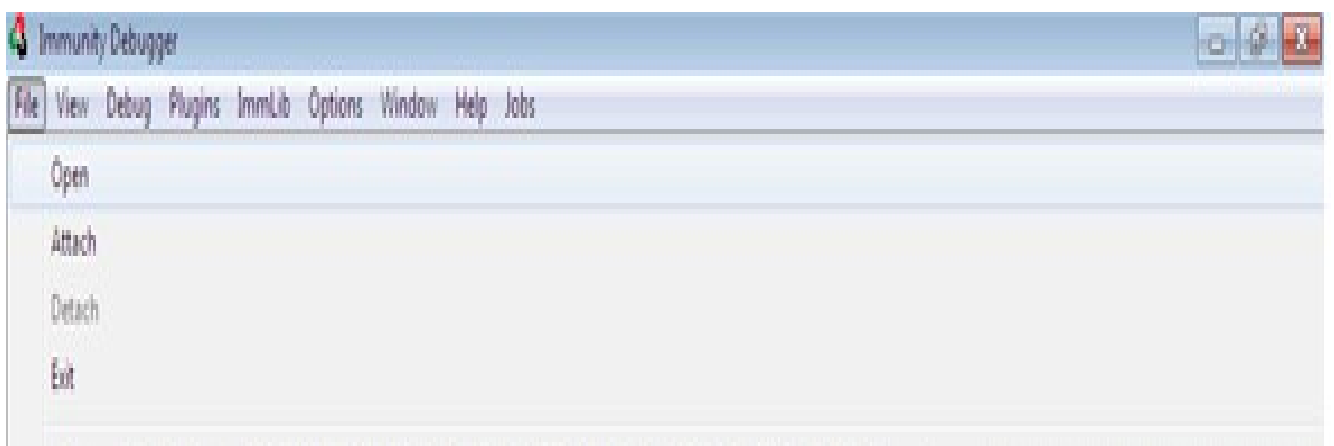 Immunity Debugger
File View Debug Plugins ImmLib Options Window Help Jobs
Open
Attach
Detach
Exit